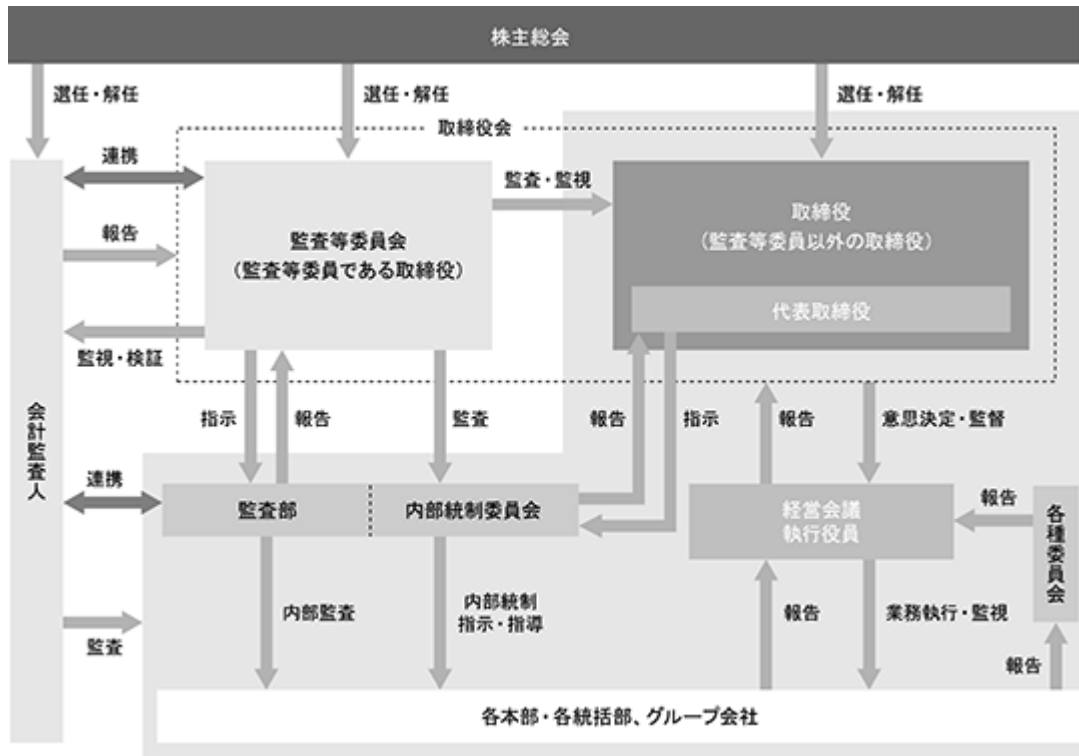 株主総会
選任・解任
選任・解任
選任・解任
取締役会
連携
監査・監視
報告
監査等委員会
(監査等委員である取締役)
取締役
(監査等委員以外の取締役)
代表取締役
監視・検証
会計監査人
指示
報告
監査
報告
指示
報告
意思決定・監督
連携
監査部
内部統制委員会
経営会議
執行役員
報告
各種委員会
内部監査
内部統制
指示・指導
報告
業務執行・監視
監査
報告
各本部・各統括部、グループ会社